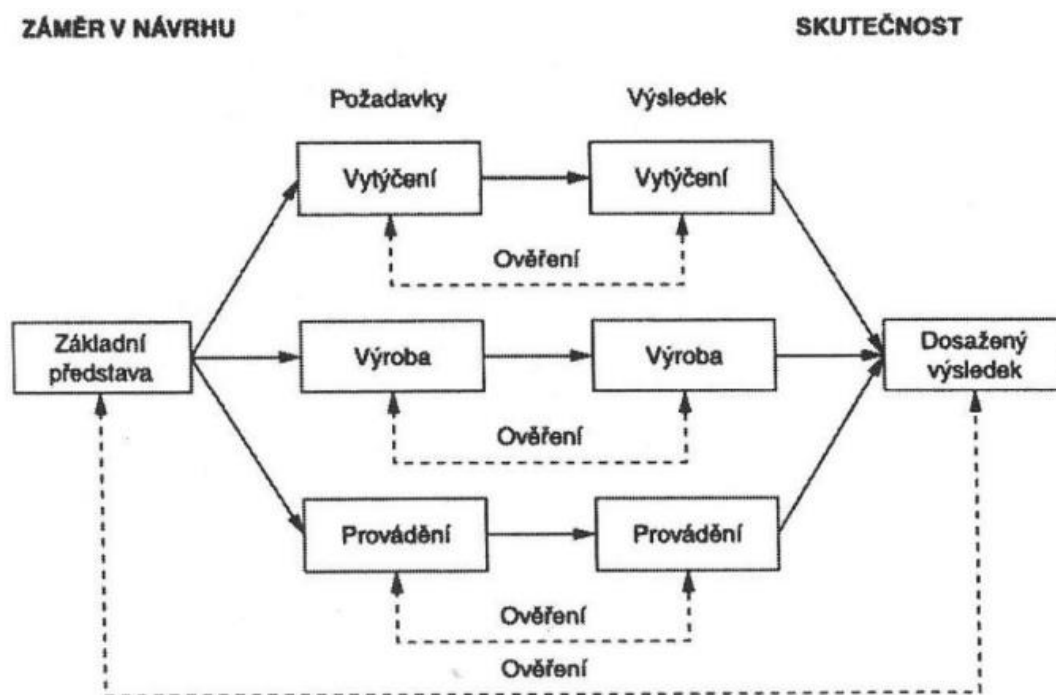 ZÁMĚR V NÁVRHU
SKUTEČNOST
Požadavky
Výsledek
Vytýčení
Vytýčení
Ověření
Základní
představa
Výroba
Výroba
Dosažený
výsledek
Ověření
Provádění
Provádění
Ověření
Ověření